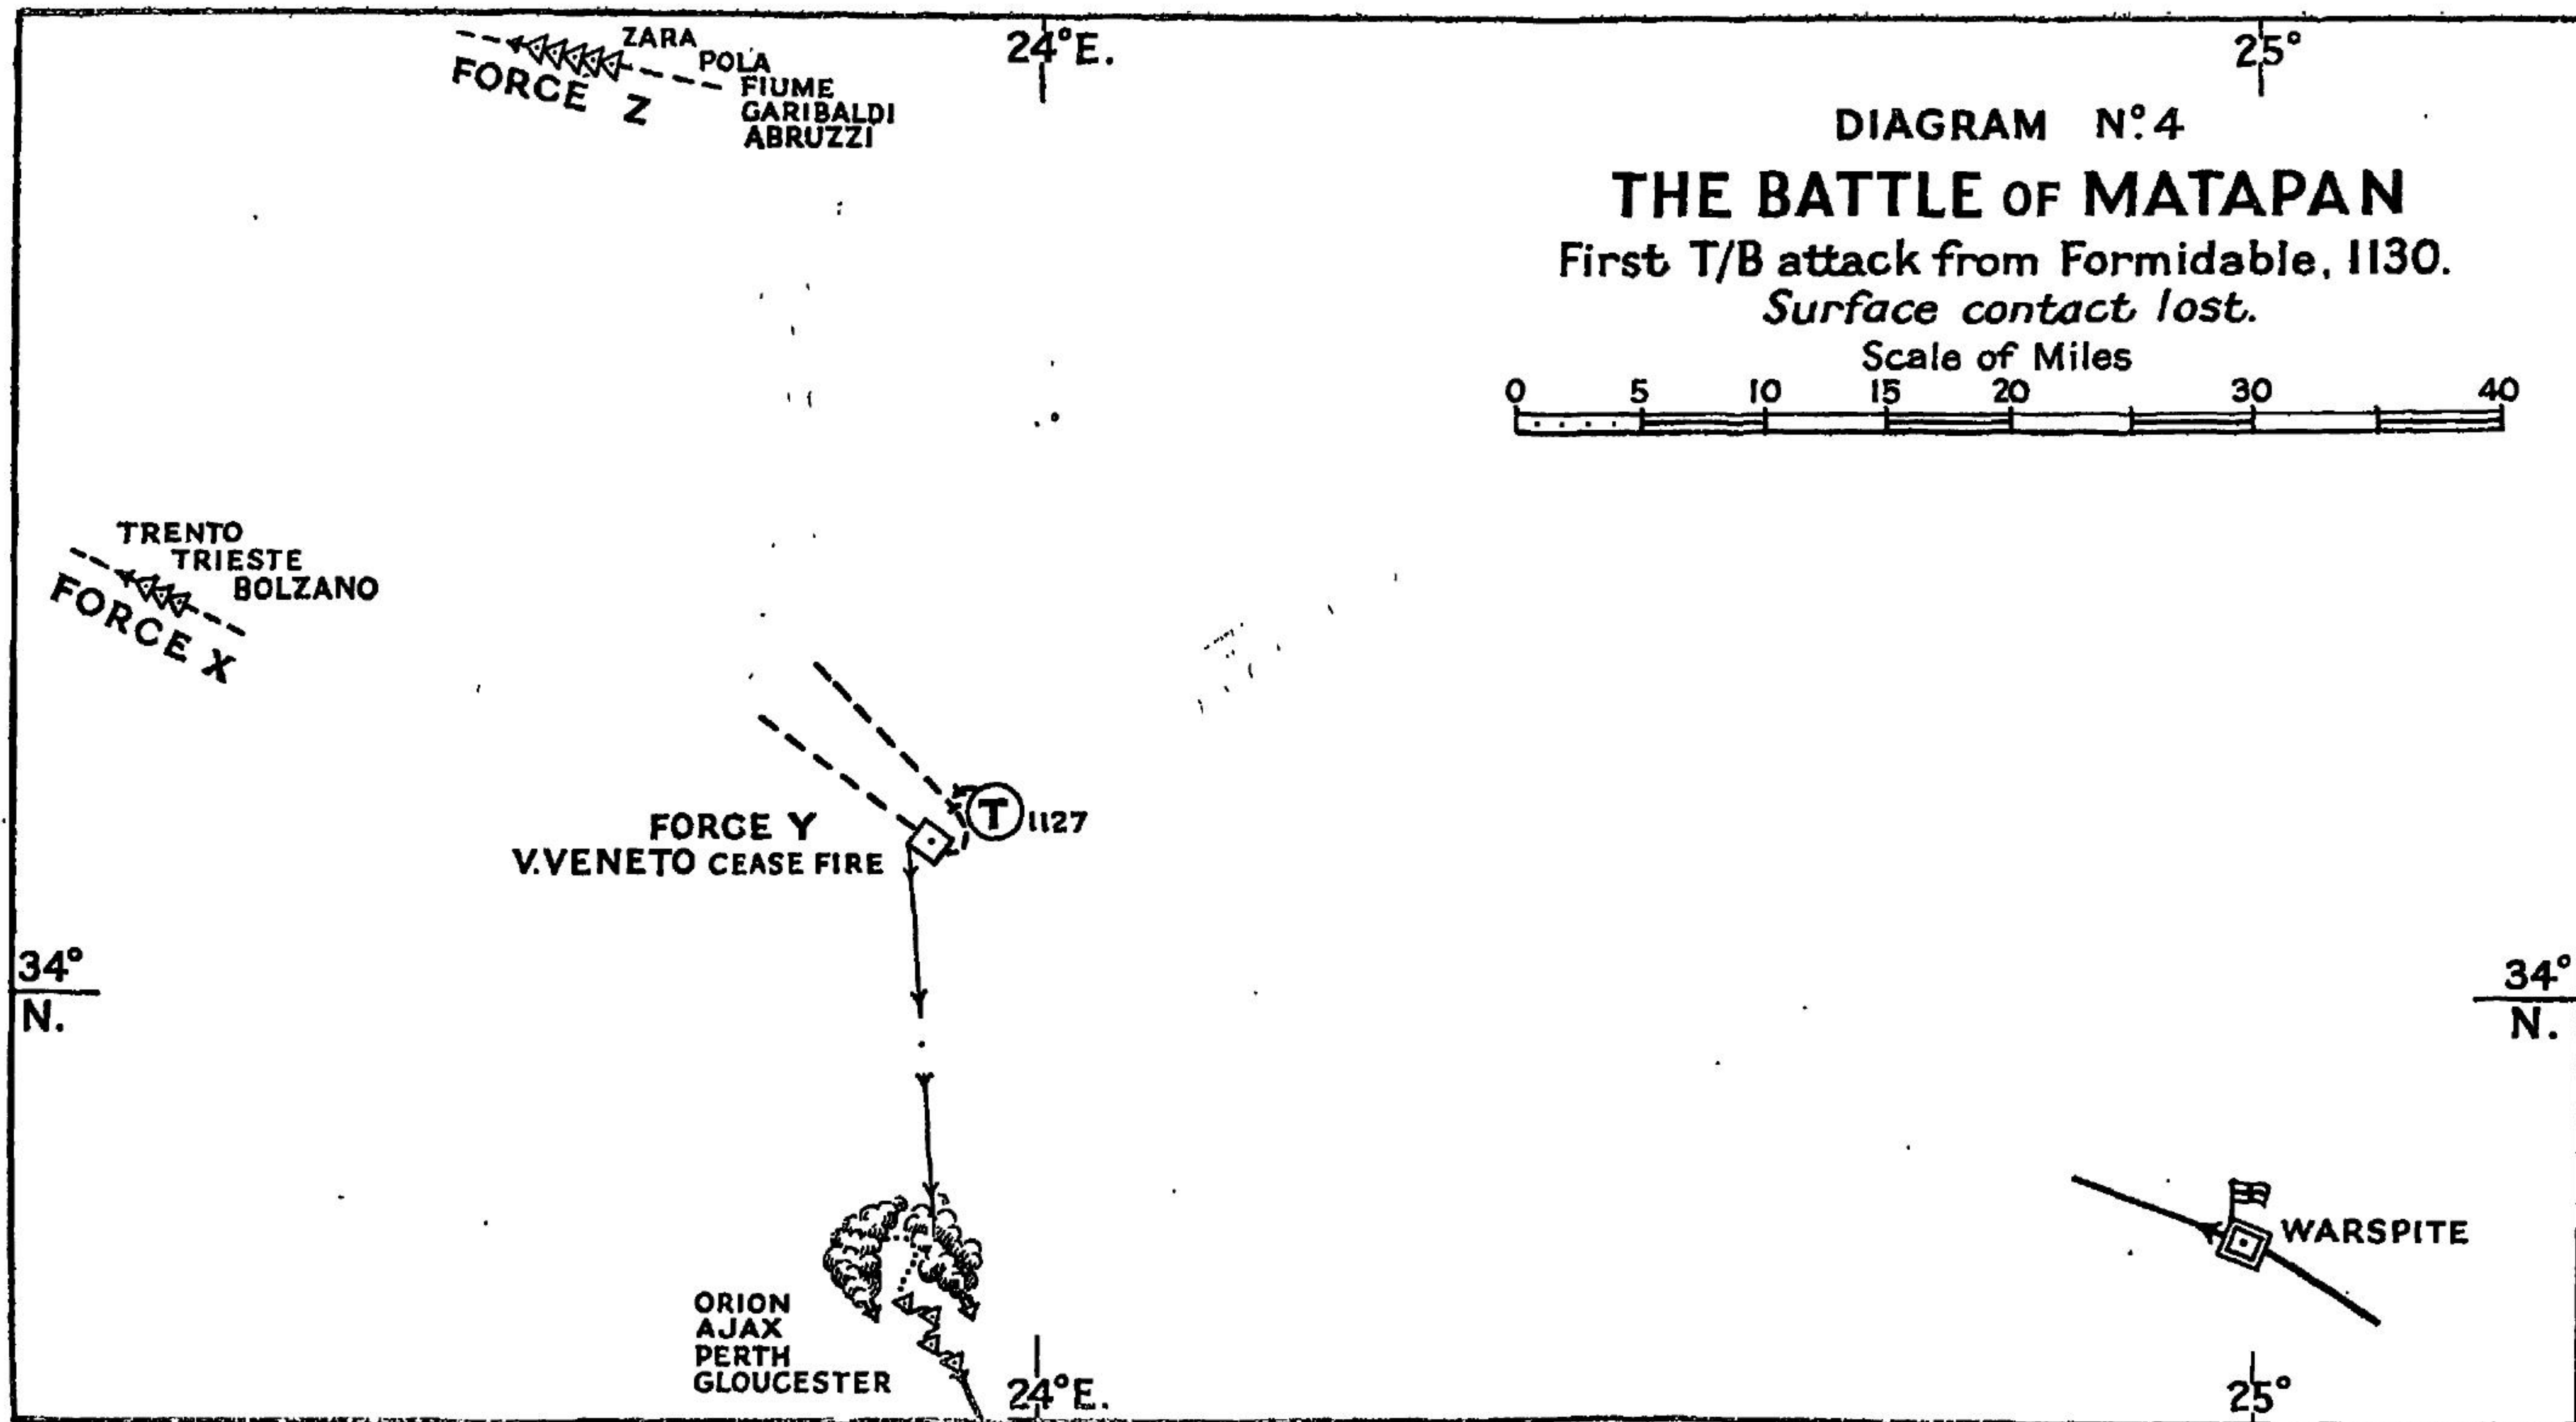 ZARA
POLA
FIUME
GARIBALDI
ABRUZZI
FORCE Z
24°E.
25°
DIAGRAM Nº.4
THE BATTLE OF MATAPAN
First T/B attack from Formidable, 1130.
Surface contact lost.
Scale of Miles
0 5 10 15 20 30 40
TRENTO
TRIESTE
BOLZANO
FORCE X
T 1127
FORCE Y
V.VENETO CEASE FIRE
34°
N.
34°
N.
WARSPITE
ORION
AJAX
PERTH
GLOUCESTER
24°E.
25°